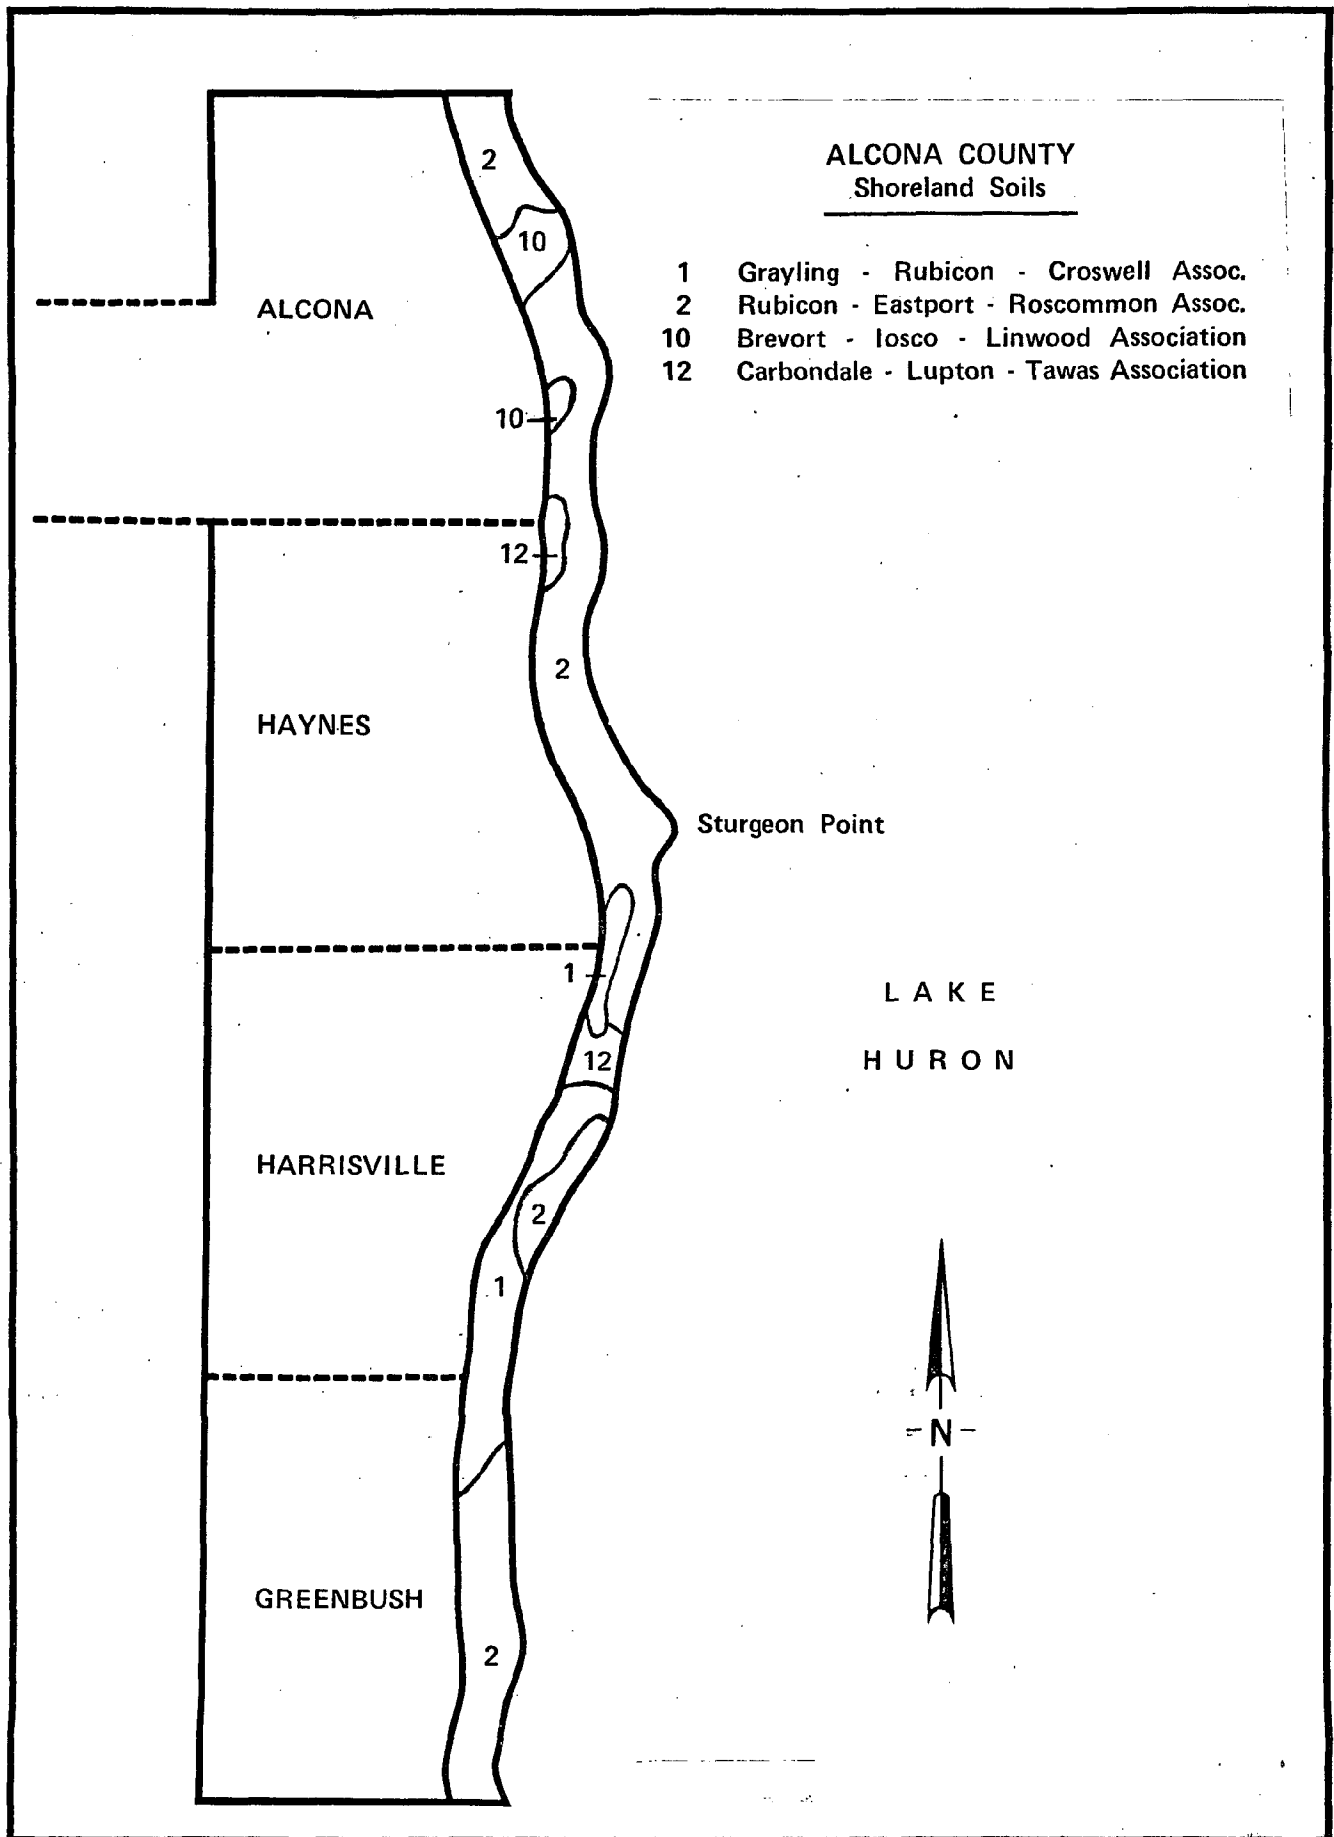 ALCONA COUNTY
Shoreland Soils
1 Grayling - Rubicon - Croswell Assoc.
2 Rubicon - Eastport - Roscommon Assoc.
10 Brevort - Iosco - Linwood Association
12 Carbondale - Lupton - Tawas Association
2
10
ALCONA
10
12
2
HAYNES
Sturgeon Point
1
LAKE
HURON
12
HARRISVILLE
2
1
N
GREENBUSH
2